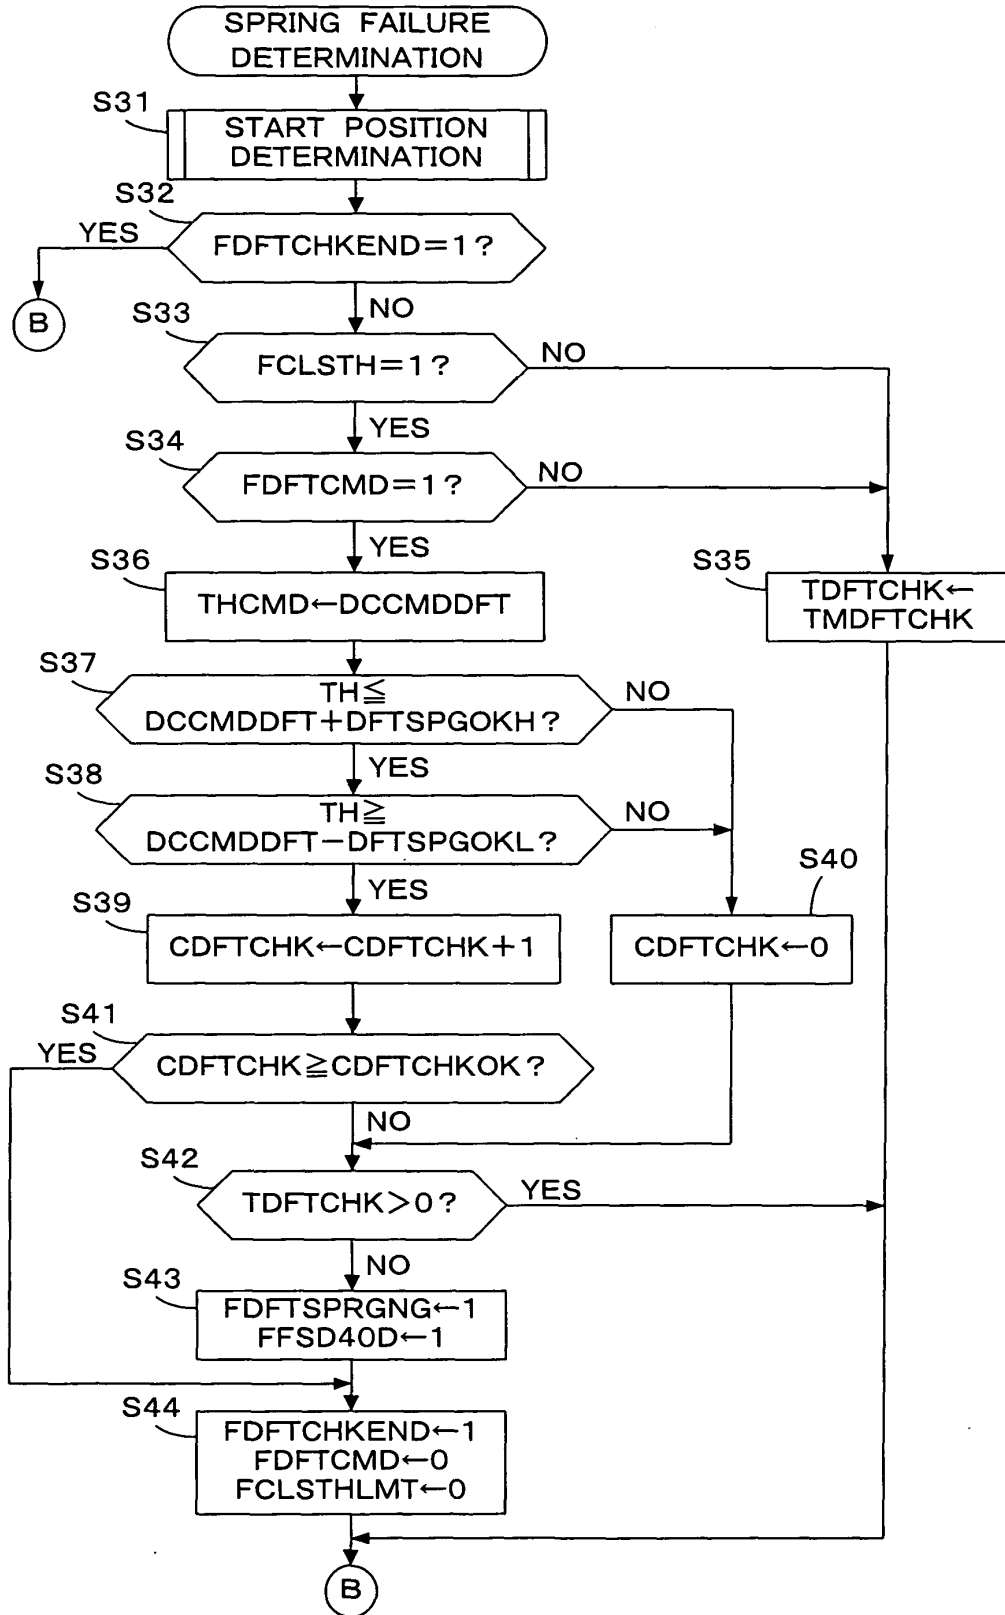 SPRING FAILURE
DETERMINATION
S31
START POSITION
DETERMINATION
S32
YES
FDFTCHKEND=1?
B
NO
S33
FCLSTH=1?
NO
YES
S34
FDFTCMD=1?
NO
YES
S36
THCMD←DCCMDDFT
S35
TDFTCHK←
TMDFTCHK
S37
TH≦
DCCMDDFT+DFTSPGOKH?
NO
YES
S38
TH≧
DCCMDDFT−DFTSPGOKL?
NO
YES
S39
CDFTCHK←CDFTCHK+1
S40
CDFTCHK←0
S41
YES
CDFTCHK≧CDFTCHKOK?
NO
S42
TDFTCHK>0?
YES
NO
S43
FDFTSPRGNG←1
FFSD40D←1
S44
FDFTCHKEND←1
FDFTCMD←0
FCLSTHLMT←0
B